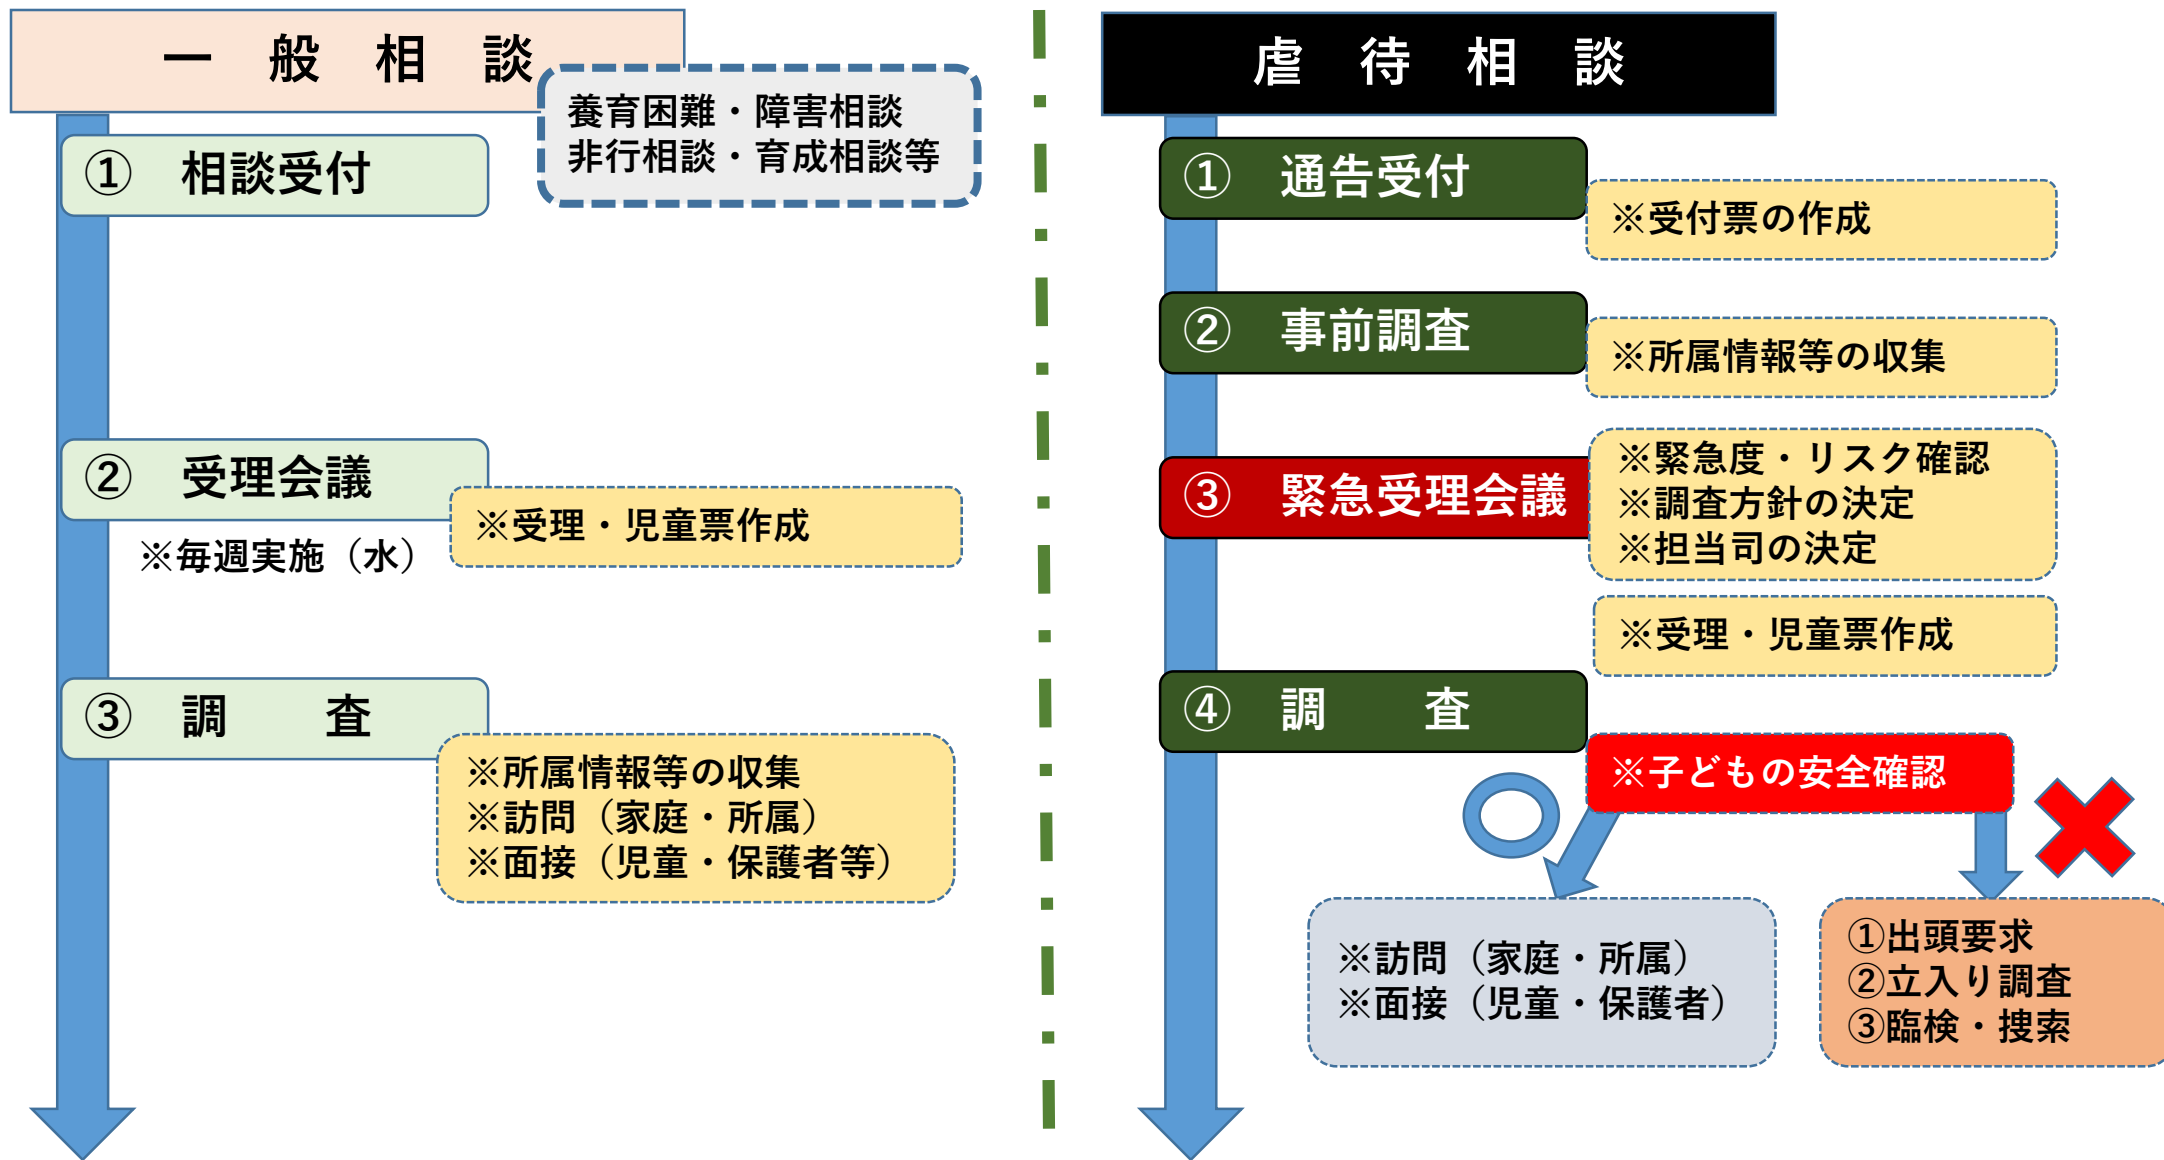 一　般　相　談
養育困難・障害相談
非行相談・育成相談等
①　相談受付
②　受理会議
※受理・児童票作成
※毎週実施（水）
③　調　　査
※所属情報等の収集
※訪問（家庭・所属）
※面接（児童・保護者等）
虐　待　相　談
①　通告受付
※受付票の作成
②　事前調査
※所属情報等の収集
③　緊急受理会議
※緊急度・リスク確認
※調査方針の決定
※担当司の決定
※受理・児童票作成
④　調　　査
※子どもの安全確認
※訪問（家庭・所属）
※面接（児童・保護者）
①出頭要求
②立入り調査
③臨検・捜索